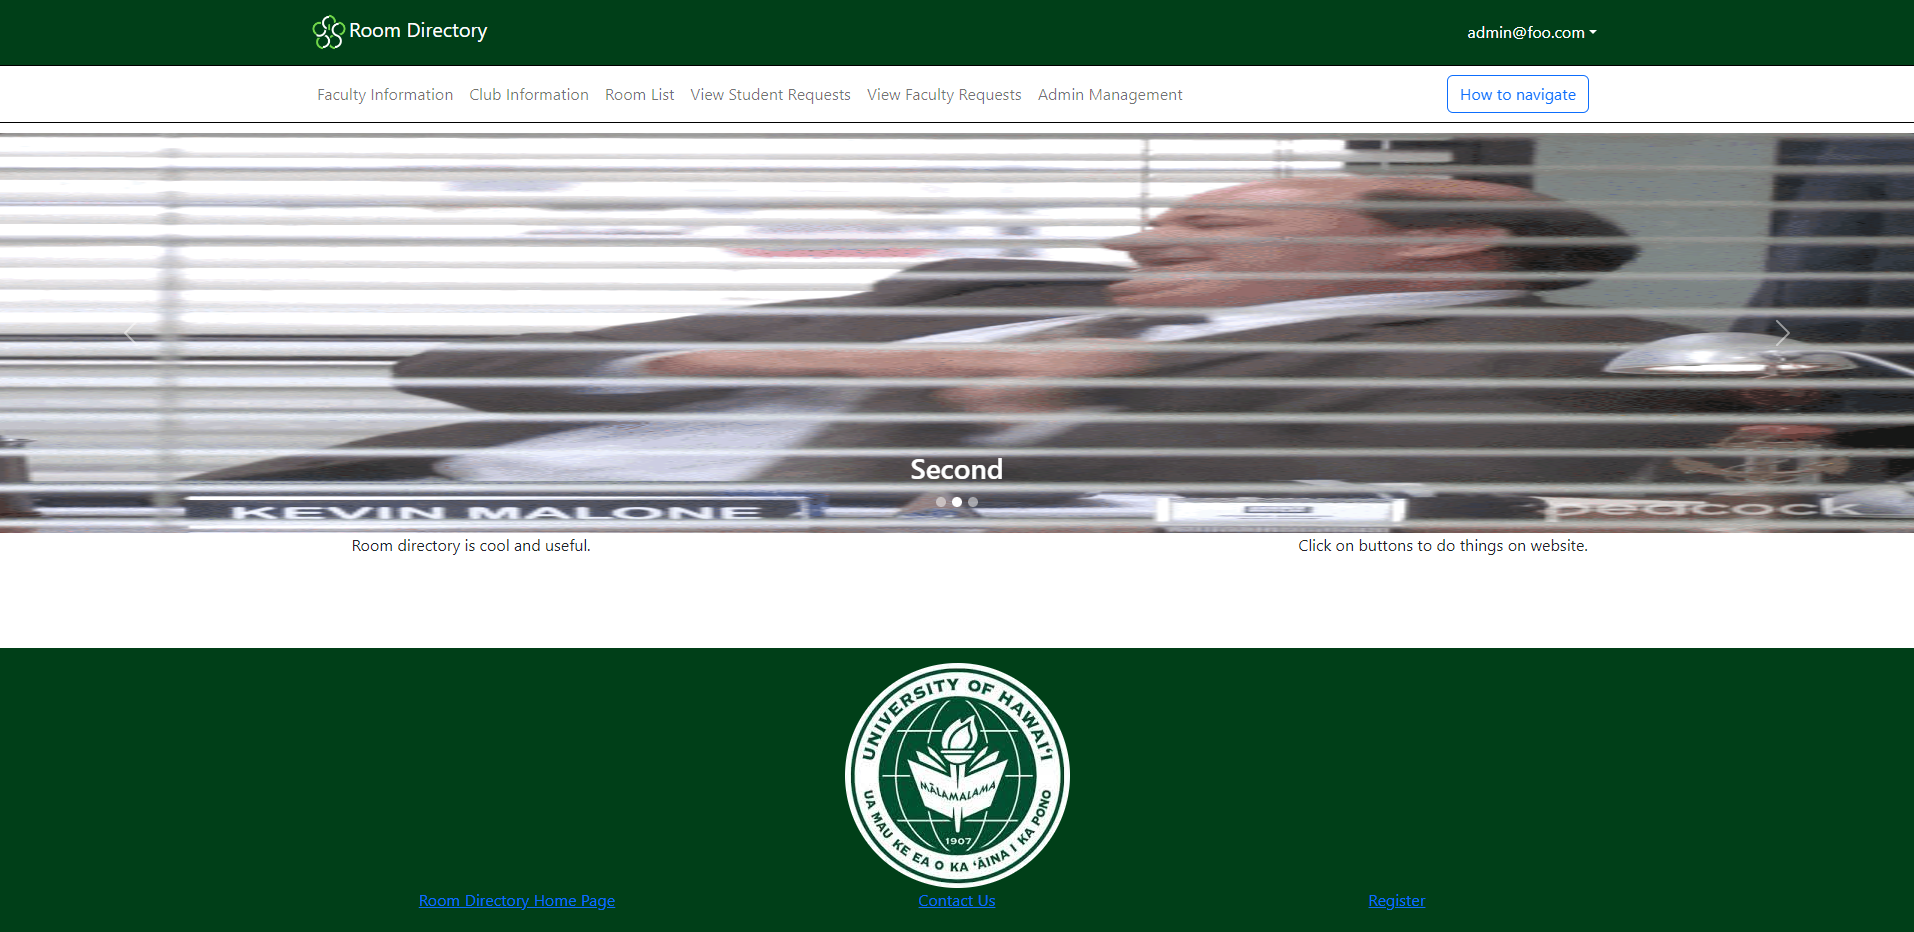 Room Directory
admin@foo.com
Faculty Information Club Information Room List View Student Requests View Faculty Requests Admin Management
How to navigate
Second
KEVIN MALONE
peacock
Room directory is cool and useful.
Click on buttons to do things on website.
UNIVERSITY OF HAWAIʻI
MĀLAMALAMA
1907
UA MAU KE EA O KA ʻĀINA I KA PONO
Room Directory Home Page
Contact Us
Register